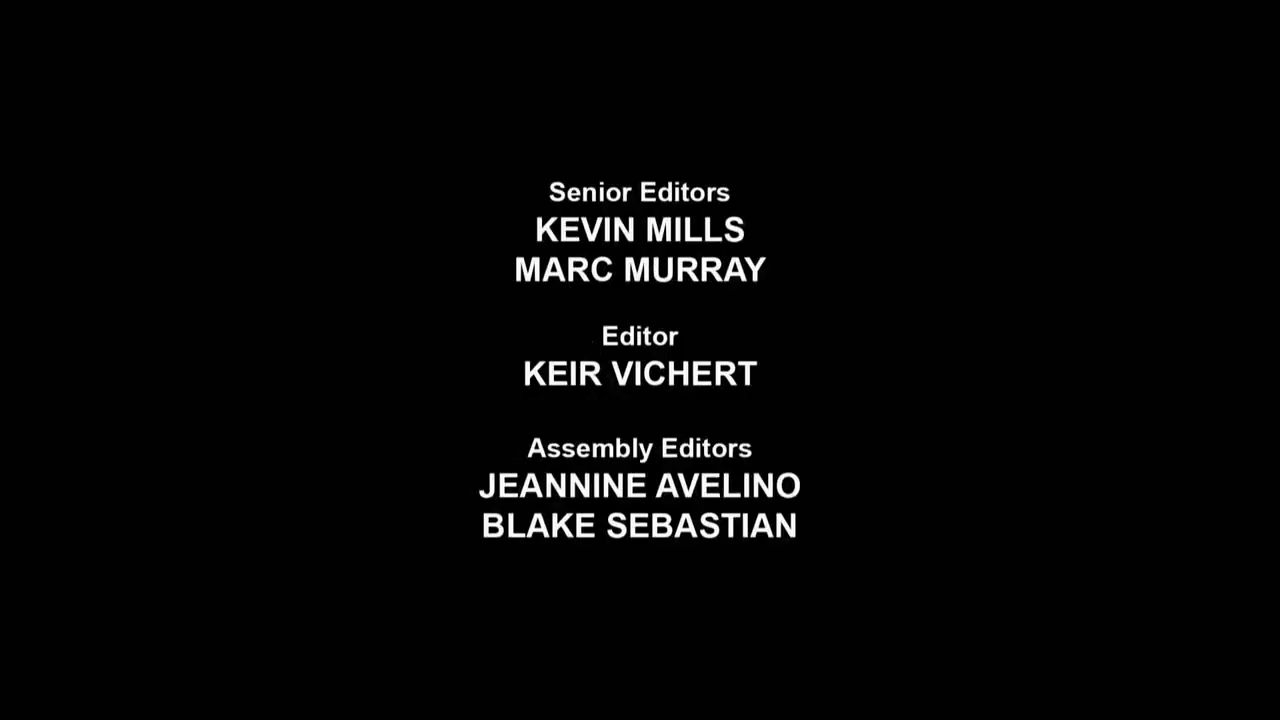 Senior Editors
KEVIN MILLS
MARC MURRAY
Editor
KEIR VICHERT
Assembly Editors
JEANNINE AVELINO
BLAKE SEBASTIAN